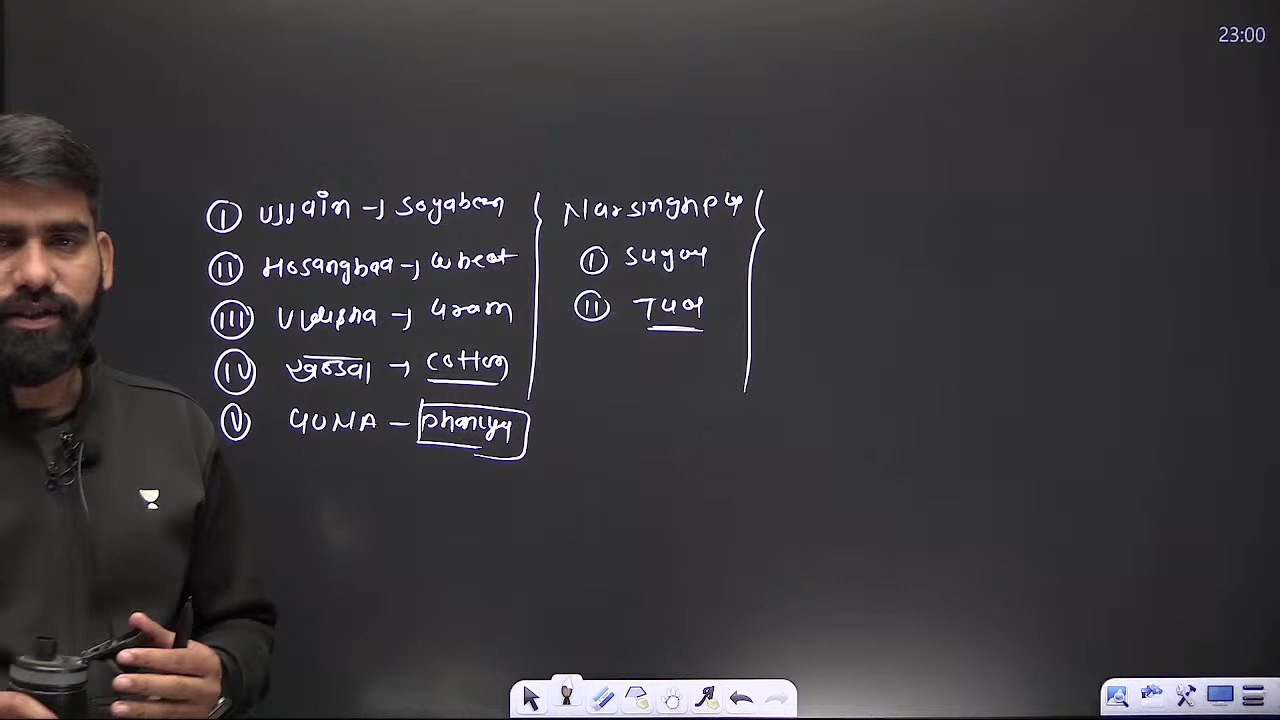 23:00
I Ujjain → Soyabean
II Hosangbad → Wheat
III Vidisha → Gram
IV खण्डवा → Cotton
V GUNA - Dhaniya
Narsinghpur
I Sugar
II Tuar